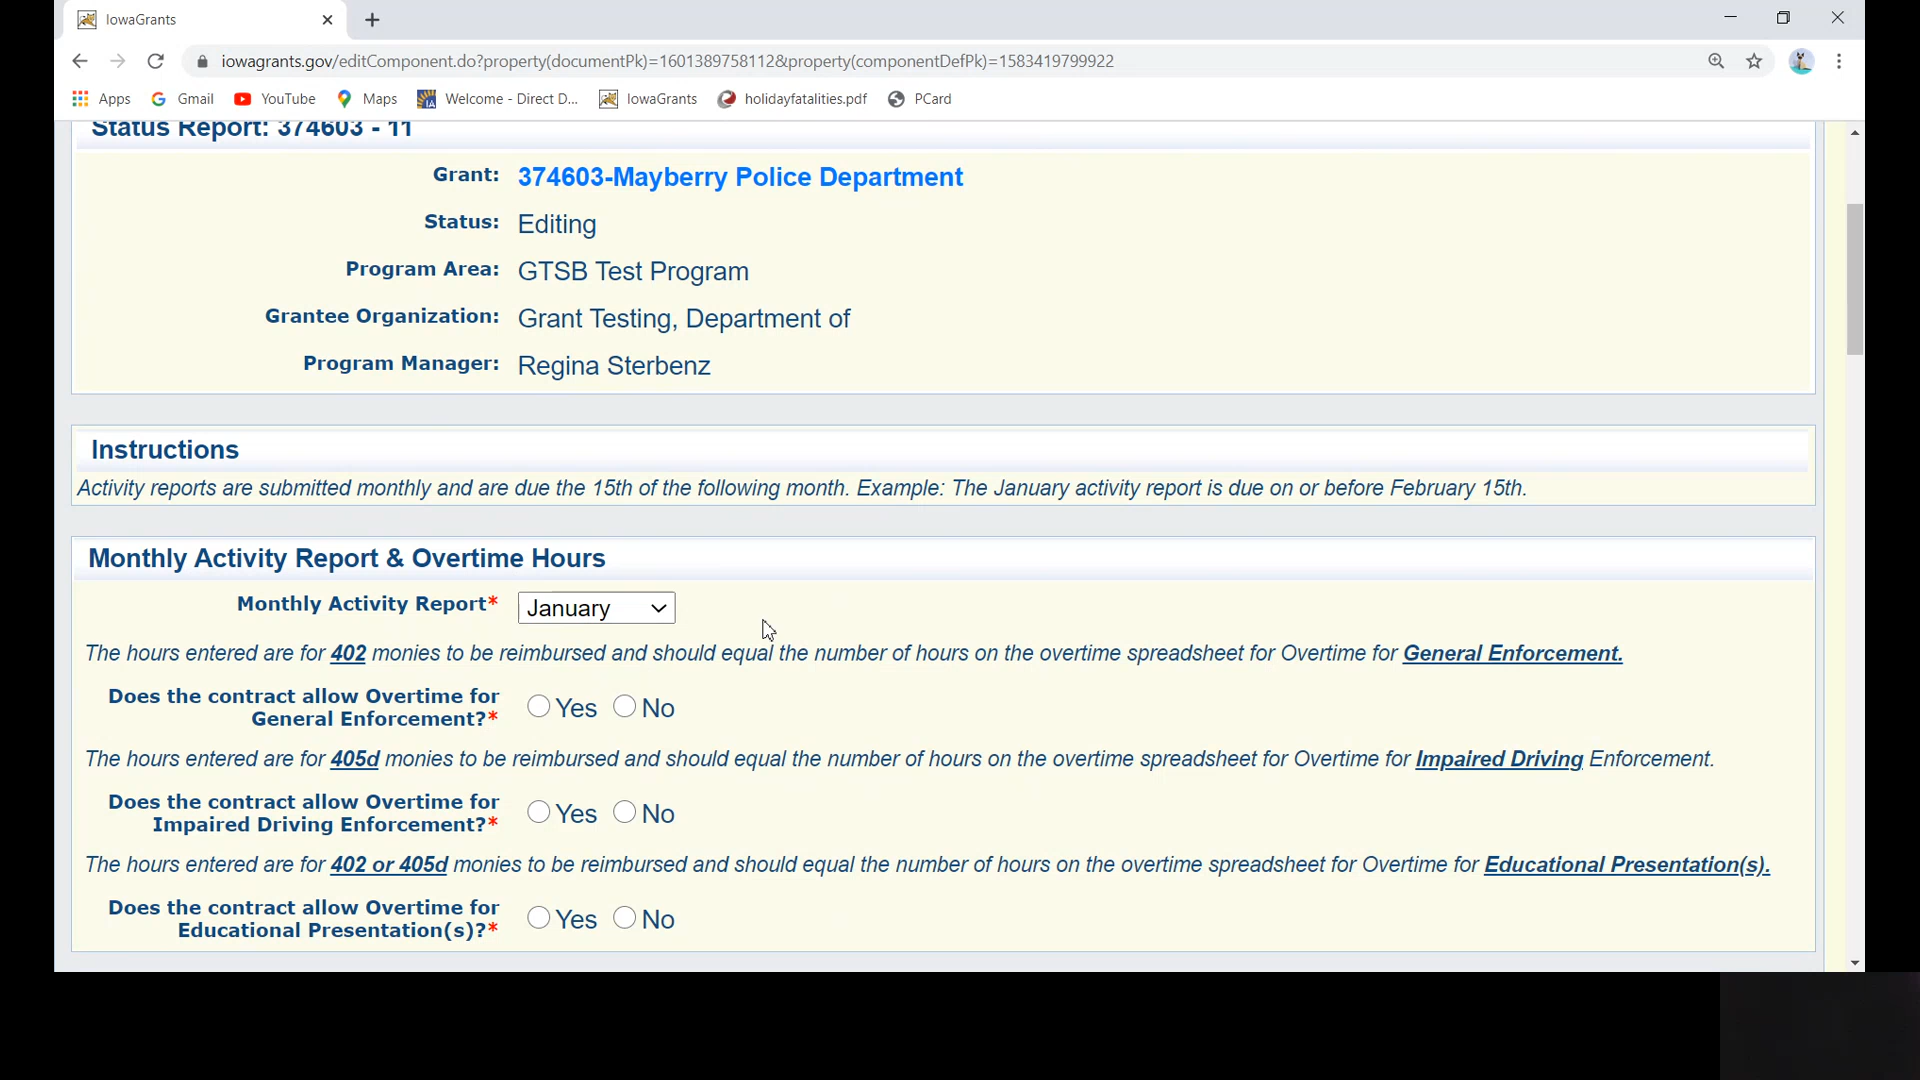 IowaGrants
iowagrants.gov/editComponent.do?property(documentPk)=1601389758112&property(componentDefPk)=1583419799922
Apps Gmail YouTube Maps Welcome - Direct D... IowaGrants holidayfatalities.pdf PCard
Status Report: 374603 - 11
Grant: 374603-Mayberry Police Department
Status: Editing
Program Area: GTSB Test Program
Grantee Organization: Grant Testing, Department of
Program Manager: Regina Sterbenz
Instructions
Activity reports are submitted monthly and are due the 15th of the following month. Example: The January activity report is due on or before February 15th.
Monthly Activity Report & Overtime Hours
Monthly Activity Report* January
The hours entered are for 402 monies to be reimbursed and should equal the number of hours on the overtime spreadsheet for Overtime for General Enforcement.
Does the contract allow Overtime for
General Enforcement?* Yes No
The hours entered are for 405d monies to be reimbursed and should equal the number of hours on the overtime spreadsheet for Overtime for Impaired Driving Enforcement.
Does the contract allow Overtime for
Impaired Driving Enforcement?* Yes No
The hours entered are for 402 or 405d monies to be reimbursed and should equal the number of hours on the overtime spreadsheet for Overtime for Educational Presentation(s).
Does the contract allow Overtime for
Educational Presentation(s)?* Yes No